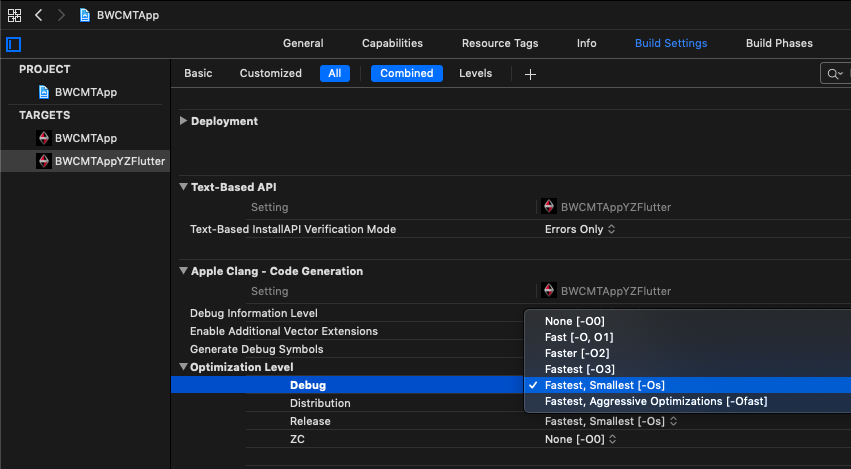 BWCMTApp
General Capabilities Resource Tags Info Build Settings Build Phases
PROJECT
BWCMTApp
TARGETS
BWCMTApp
BWCMTAppYZFlutter
Basic Customized All Combined Levels
Deployment
Text-Based API
Setting BWCMTAppYZFlutter
Text-Based InstallAPI Verification Mode Errors Only
Apple Clang - Code Generation
Setting BWCMTAppYZFlutter
Debug Information Level
Enable Additional Vector Extensions
Generate Debug Symbols
Optimization Level
Debug
Distribution
Release Fastest, Smallest [-Os]
ZC None [-O0]
None [-O0]
Fast [-O, O1]
Faster [-O2]
Fastest [-O3]
Fastest, Smallest [-Os]
Fastest, Aggressive Optimizations [-Ofast]